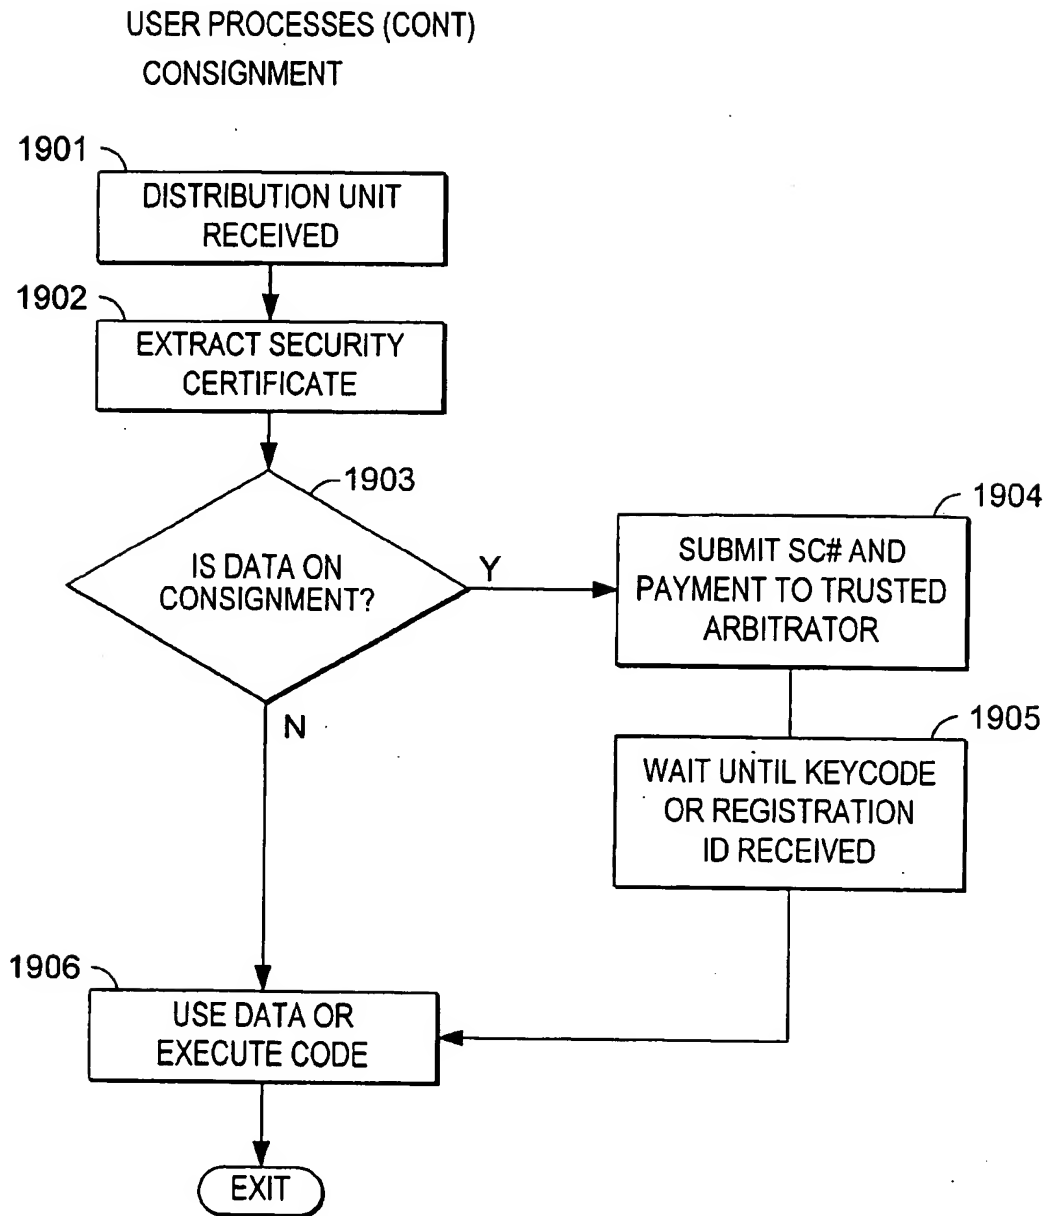 USER PROCESSES (CONT)
CONSIGNMENT
1901
DISTRIBUTION UNIT
RECEIVED
1902
EXTRACT SECURITY
CERTIFICATE
1903
IS DATA ON
CONSIGNMENT?
Y
N
1904
SUBMIT SC# AND
PAYMENT TO TRUSTED
ARBITRATOR
1905
WAIT UNTIL KEYCODE
OR REGISTRATION
ID RECEIVED
1906
USE DATA OR
EXECUTE CODE
EXIT